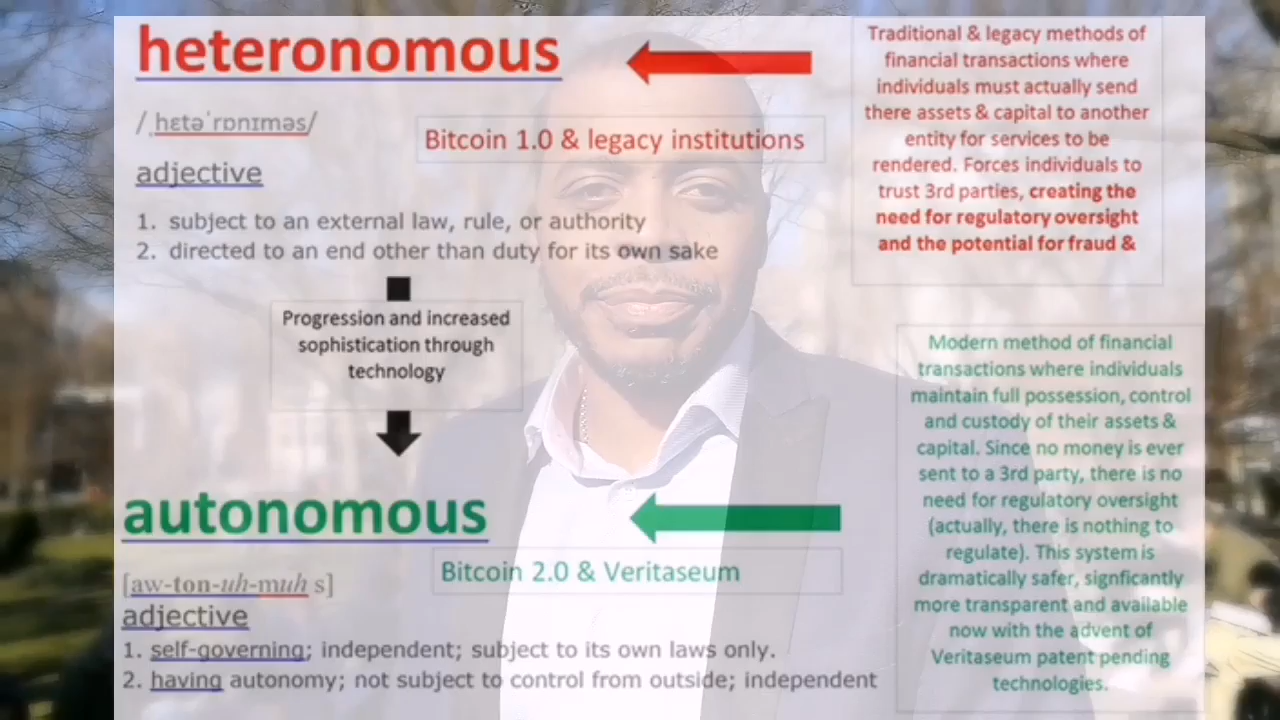 heteronomous
/ˌhɛtəˈrɒnɪməs/
adjective
1. subject to an external law, rule, or authority
2. directed to an end other than duty for its own sake
Bitcoin 1.0 & legacy institutions
Traditional & legacy methods of
financial transactions where
individuals must actually send
there assets & capital to another
entity for services to be
rendered. Forces individuals to
trust 3rd parties, creating the
need for regulatory oversight
and the potential for fraud &
Progression and increased
sophistication through
technology
autonomous
[aw-ton-uh-muh s]
adjective
1. self-governing; independent; subject to its own laws only.
2. having autonomy; not subject to control from outside; independent
Bitcoin 2.0 & Veritaseum
Modern method of financial
transactions where individuals
maintain full possession, control
and custody of their assets &
capital. Since no money is ever
sent to a 3rd party, there is no
need for regulatory oversight
(actually, there is nothing to
regulate). This system is
dramatically safer, signficantly
more transparent and available
now with the advent of
Veritaseum patent pending
technologies.